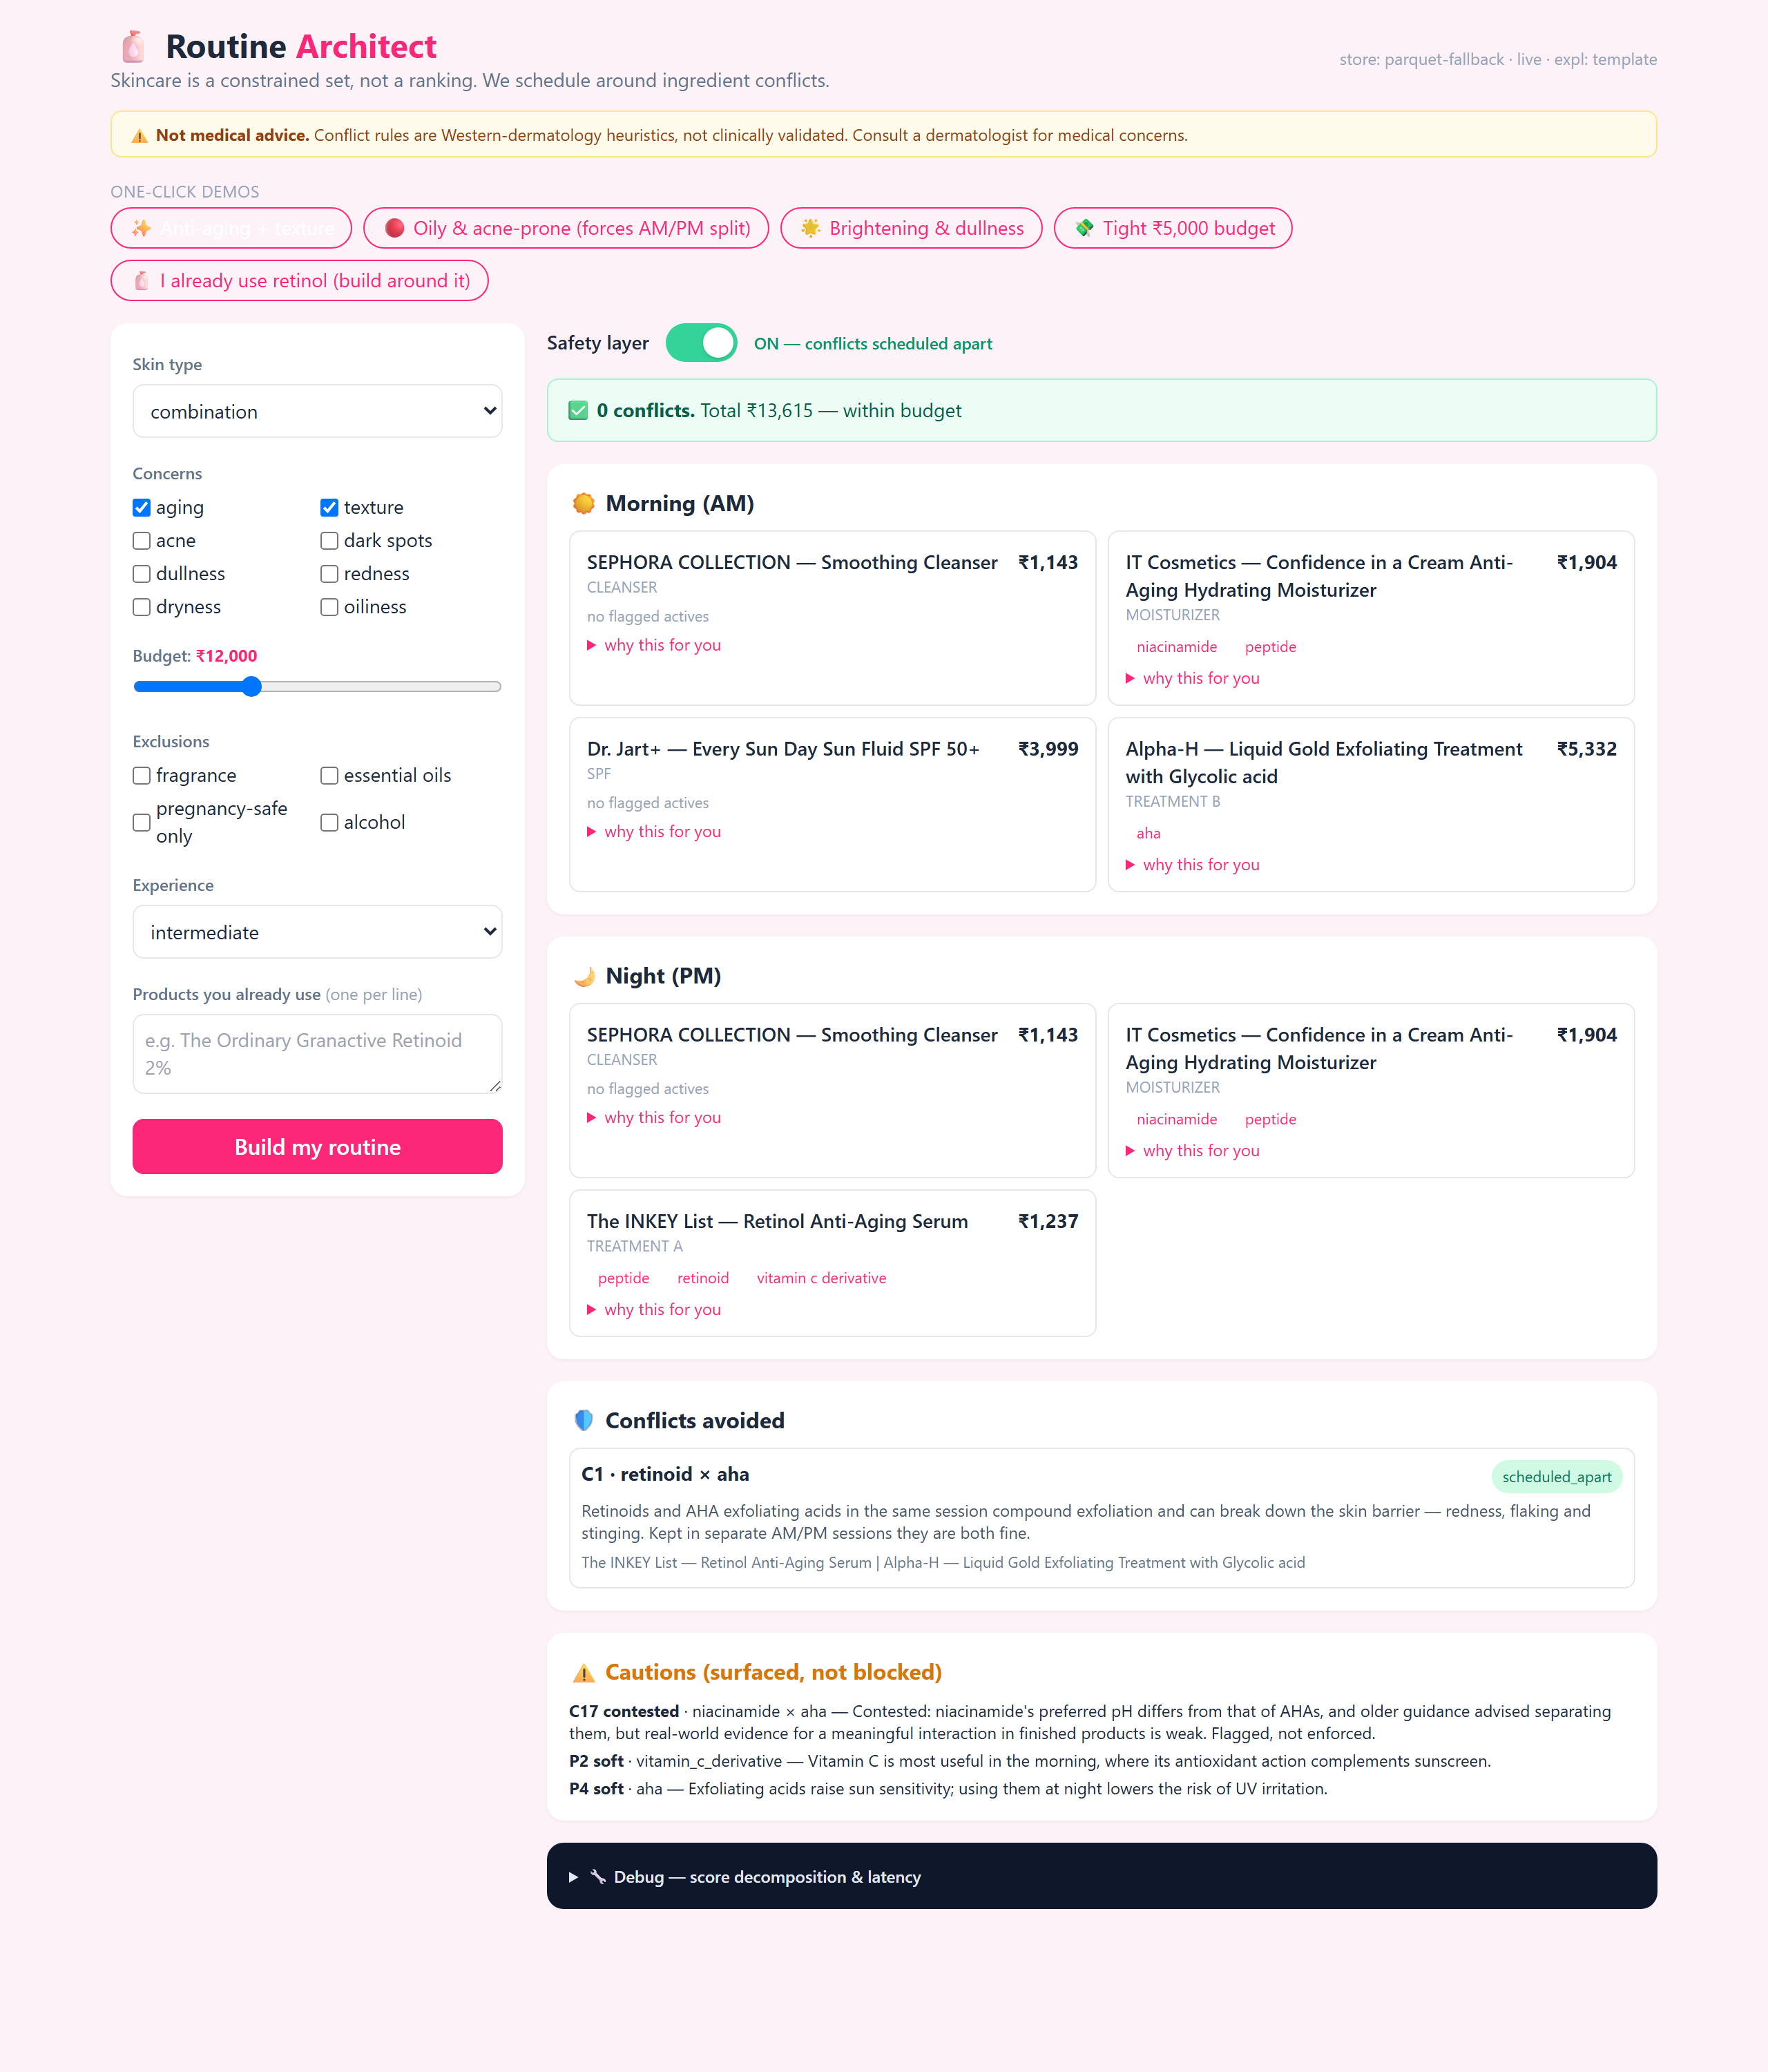 Routine Architect
Skincare is a constrained set, not a ranking. We schedule around ingredient conflicts.
store: parquet-fallback · live · expl: template
Not medical advice. Conflict rules are Western-dermatology heuristics, not clinically validated. Consult a dermatologist for medical concerns.
ONE-CLICK DEMOS
Anti-aging + texture
Oily & acne-prone (forces AM/PM split)
Brightening & dullness
Tight ₹5,000 budget
I already use retinol (build around it)
Skin type
combination
Concerns
aging
texture
acne
dark spots
dullness
redness
dryness
oiliness
Budget: ₹12,000
Exclusions
fragrance
essential oils
pregnancy-safe
only
alcohol
Experience
intermediate
Products you already use (one per line)
e.g. The Ordinary Granactive Retinoid
2%
Build my routine
Safety layer
ON — conflicts scheduled apart
0 conflicts. Total ₹13,615 — within budget
Morning (AM)
SEPHORA COLLECTION — Smoothing Cleanser ₹1,143
CLEANSER
no flagged actives
why this for you
IT Cosmetics — Confidence in a Cream Anti- ₹1,904
Aging Hydrating Moisturizer
MOISTURIZER
niacinamide peptide
why this for you
Dr. Jart+ — Every Sun Day Sun Fluid SPF 50+ ₹3,999
SPF
no flagged actives
why this for you
Alpha-H — Liquid Gold Exfoliating Treatment ₹5,332
with Glycolic acid
TREATMENT B
aha
why this for you
Night (PM)
SEPHORA COLLECTION — Smoothing Cleanser ₹1,143
CLEANSER
no flagged actives
why this for you
IT Cosmetics — Confidence in a Cream Anti- ₹1,904
Aging Hydrating Moisturizer
MOISTURIZER
niacinamide peptide
why this for you
The INKEY List — Retinol Anti-Aging Serum ₹1,237
TREATMENT A
peptide retinoid vitamin c derivative
why this for you
Conflicts avoided
C1 · retinoid × aha
scheduled_apart
Retinoids and AHA exfoliating acids in the same session compound exfoliation and can break down the skin barrier — redness, flaking and
stinging. Kept in separate AM/PM sessions they are both fine.
The INKEY List — Retinol Anti-Aging Serum | Alpha-H — Liquid Gold Exfoliating Treatment with Glycolic acid
Cautions (surfaced, not blocked)
C17 contested · niacinamide × aha — Contested: niacinamide's preferred pH differs from that of AHAs, and older guidance advised separating
them, but real-world evidence for a meaningful interaction in finished products is weak. Flagged, not enforced.
P2 soft · vitamin_c_derivative — Vitamin C is most useful in the morning, where its antioxidant action complements sunscreen.
P4 soft · aha — Exfoliating acids raise sun sensitivity; using them at night lowers the risk of UV irritation.
Debug — score decomposition & latency